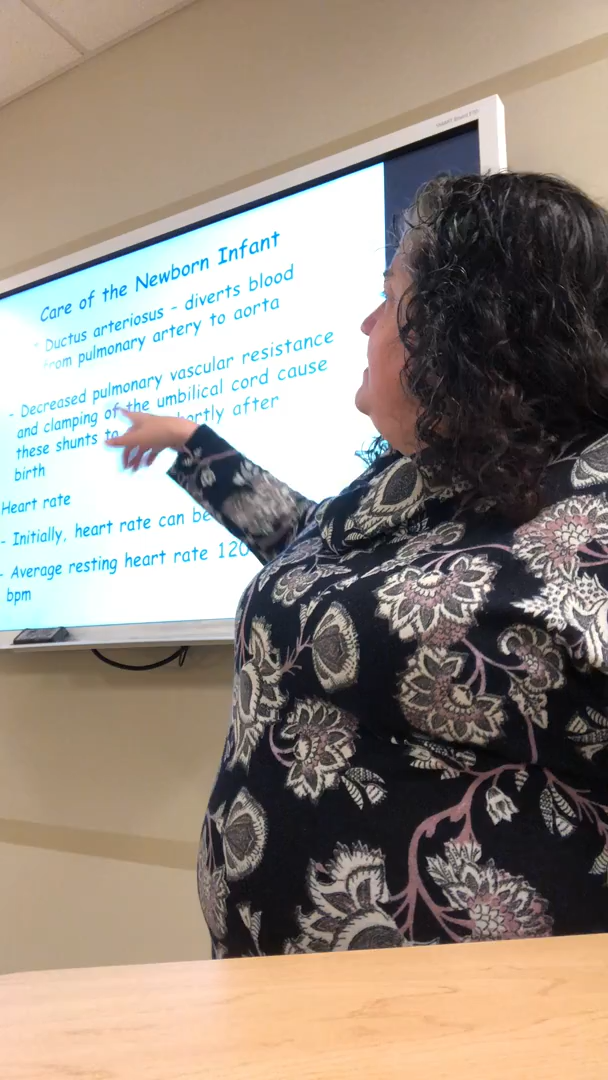 Care of the Newborn Infant
Ductus arteriosus - diverts blood
from pulmonary artery to aorta
- Decreased pulmonary vascular resistance
and clamping of the umbilical cord cause
these shunts to shortly after
birth
Heart rate
- Initially, heart rate can be
- Average resting heart rate 120
bpm